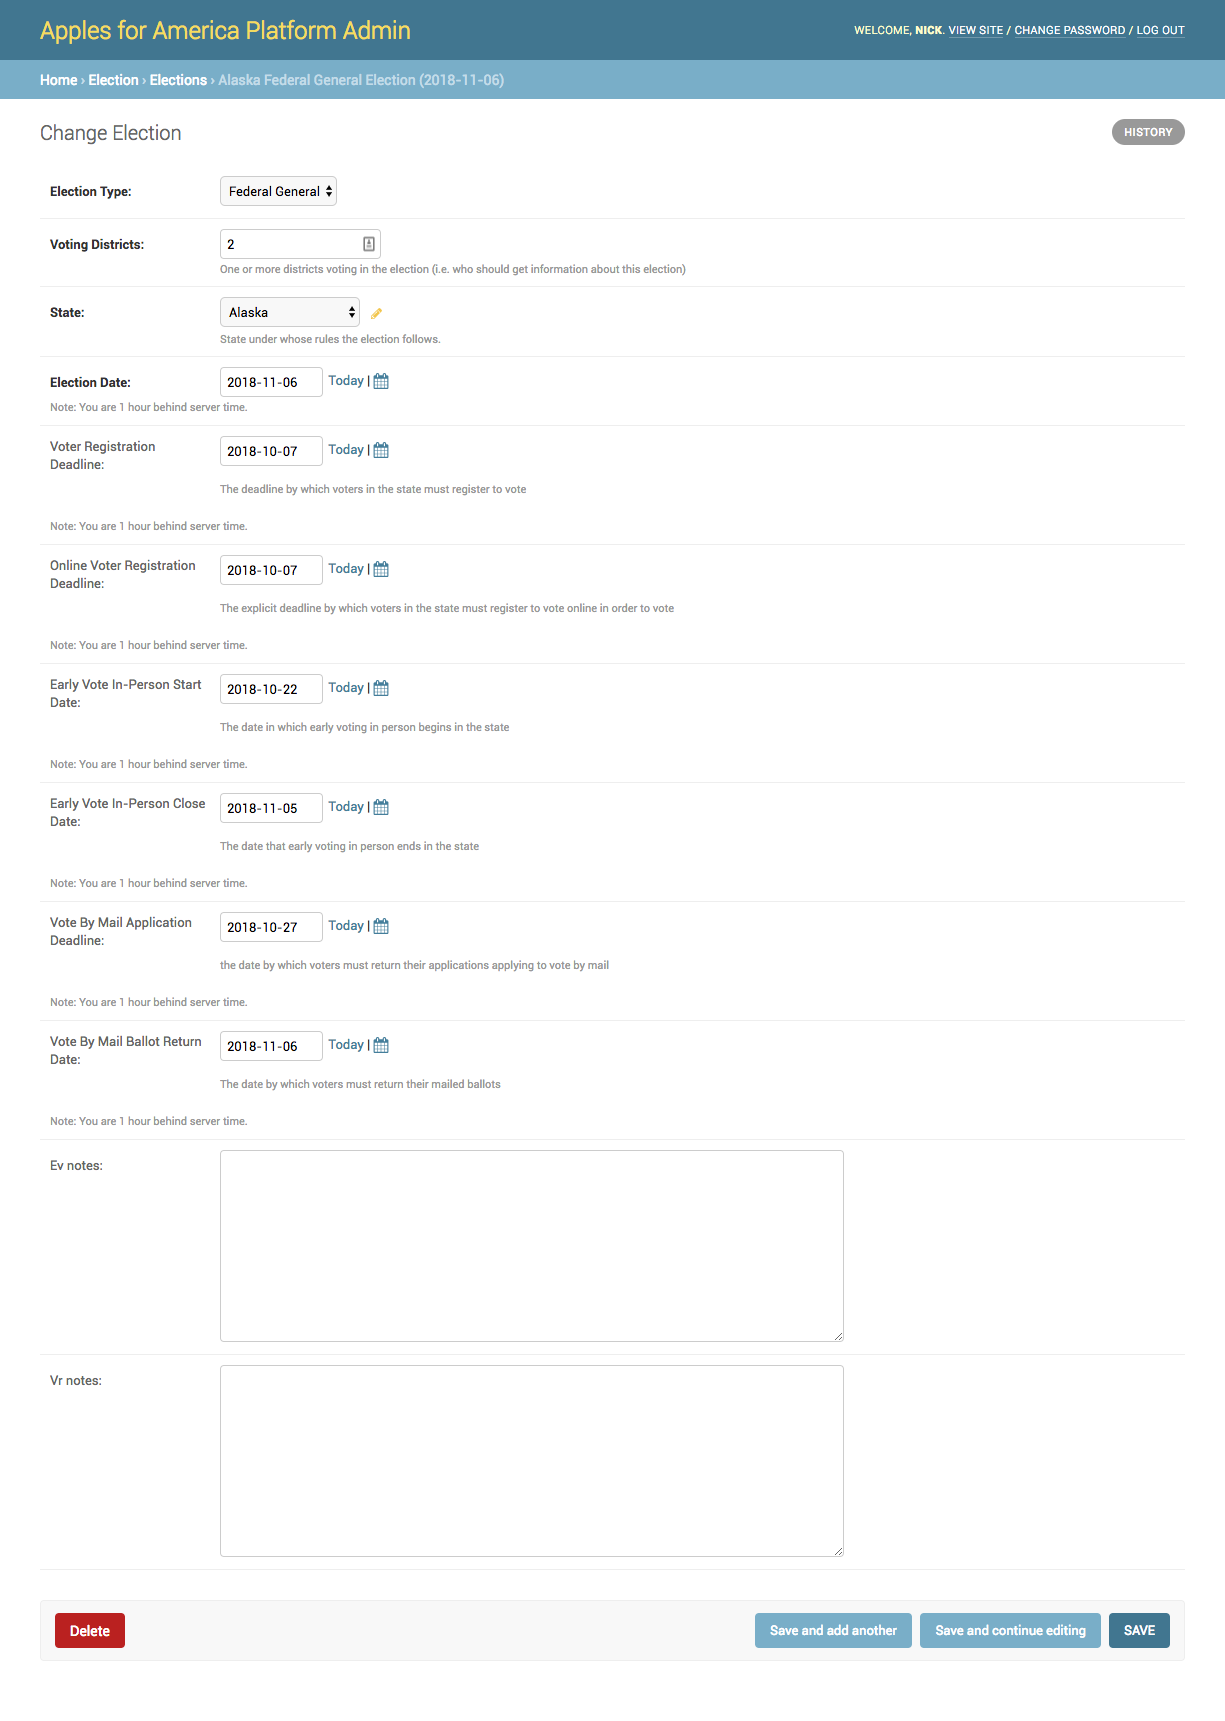 Apples for America Platform Admin
WELCOME, NICK. VIEW SITE / CHANGE PASSWORD / LOG OUT
Home › Election › Elections › Alaska Federal General Election (2018-11-06)
Change Election
HISTORY
Election Type:
Federal General
Voting Districts:
2
One or more districts voting in the election (i.e. who should get information about this election)
State:
Alaska
State under whose rules the election follows.
Election Date:
2018-11-06
Today |
Note: You are 1 hour behind server time.
Voter Registration
Deadline:
2018-10-07
Today |
The deadline by which voters in the state must register to vote
Note: You are 1 hour behind server time.
Online Voter Registration
Deadline:
2018-10-07
Today |
The explicit deadline by which voters in the state must register to vote online in order to vote
Note: You are 1 hour behind server time.
Early Vote In-Person Start
Date:
2018-10-22
Today |
The date in which early voting in person begins in the state
Note: You are 1 hour behind server time.
Early Vote In-Person Close
Date:
2018-11-05
Today |
The date that early voting in person ends in the state
Note: You are 1 hour behind server time.
Vote By Mail Application
Deadline:
2018-10-27
Today |
the date by which voters must return their applications applying to vote by mail
Note: You are 1 hour behind server time.
Vote By Mail Ballot Return
Date:
2018-11-06
Today |
The date by which voters must return their mailed ballots
Note: You are 1 hour behind server time.
Ev notes:
Vr notes:
Delete
Save and add another
Save and continue editing
SAVE